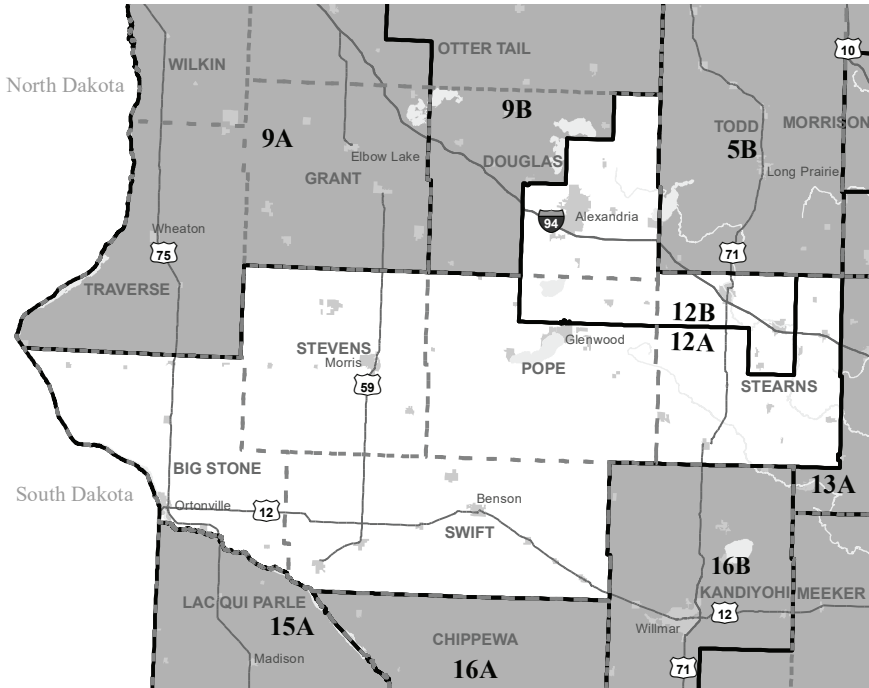 OTTER TAIL
10
WILKIN
North Dakota
9B
TODD
MORRISON
9A
5B
Elbow Lake
DOUGLAS
GRANT
Long Prairie
94
Alexandria
Wheaton
75
71
TRAVERSE
12B
12A
STEVENS
Glenwood
Morris
POPE
59
STEARNS
BIG STONE
13A
South Dakota
Ortonville
12
Benson
SWIFT
16B
KANDIYOHI
MEEKER
LAC QUI PARLE
12
15A
Willmar
CHIPPEWA
Madison
16A
71